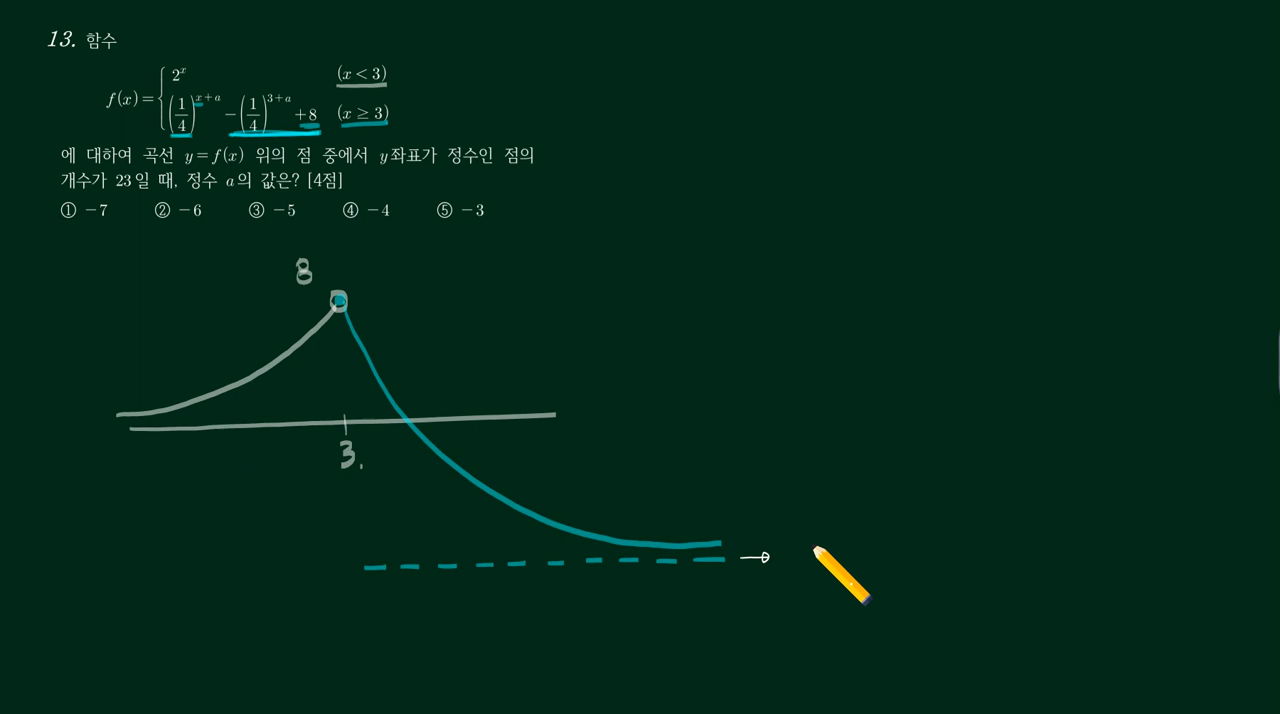 13. 함수
f(x) = { 2^x (x < 3)
(1/4)^{x+a} − (1/4)^{3+a} + 8 (x ≥ 3)
에 대하여 곡선 y = f(x) 위의 점 중에서 y좌표가 정수인 점의
개수가 23일 때, 정수 a의 값은? [4점]
① −7 ② −6 ③ −5 ④ −4 ⑤ −3
8
3.